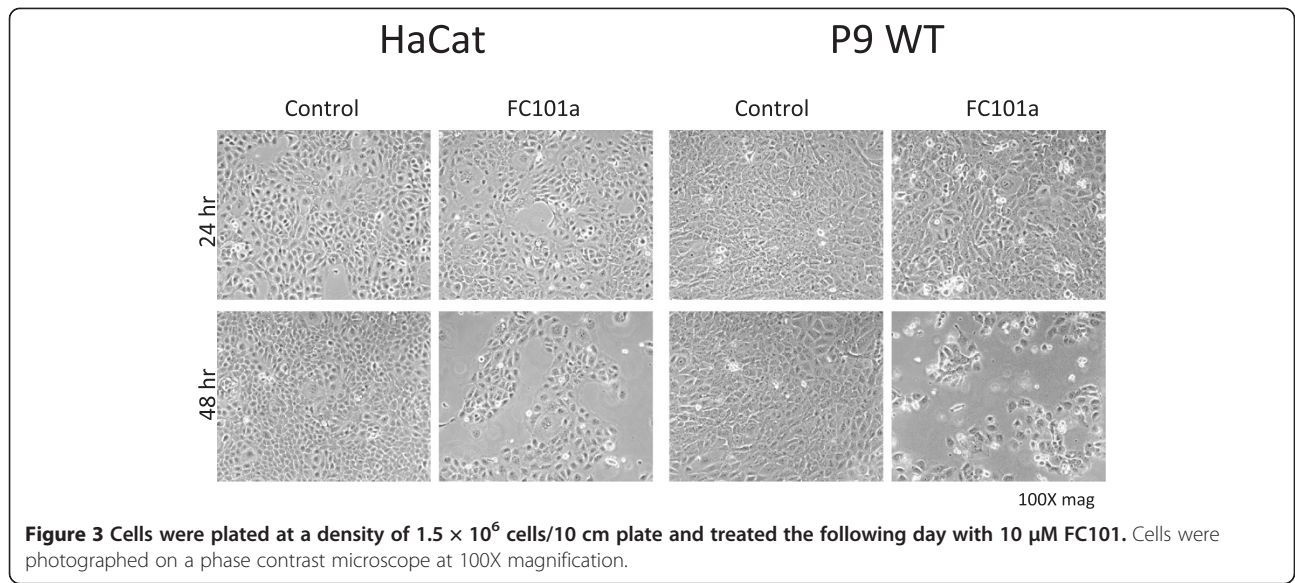 HaCat P9 WT
Control FC101a Control FC101a
24 hr
48 hr
100X mag
Figure 3 Cells were plated at a density of 1.5 × 10⁶ cells/10 cm plate and treated the following day with 10 μM FC101. Cells were
photographed on a phase contrast microscope at 100X magnification.